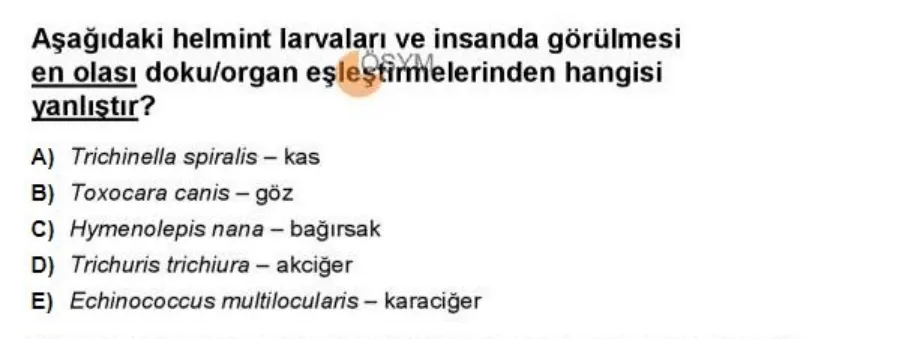 Aşağıdaki helmint larvaları ve insanda görülmesi
en olası doku/organ eşleştirmelerinden hangisi
yanlıştır?
ÖSYM
A) Trichinella spiralis – kas
B) Toxocara canis – göz
C) Hymenolepis nana – bağırsak
D) Trichuris trichiura – akciğer
E) Echinococcus multilocularis – karaciğer